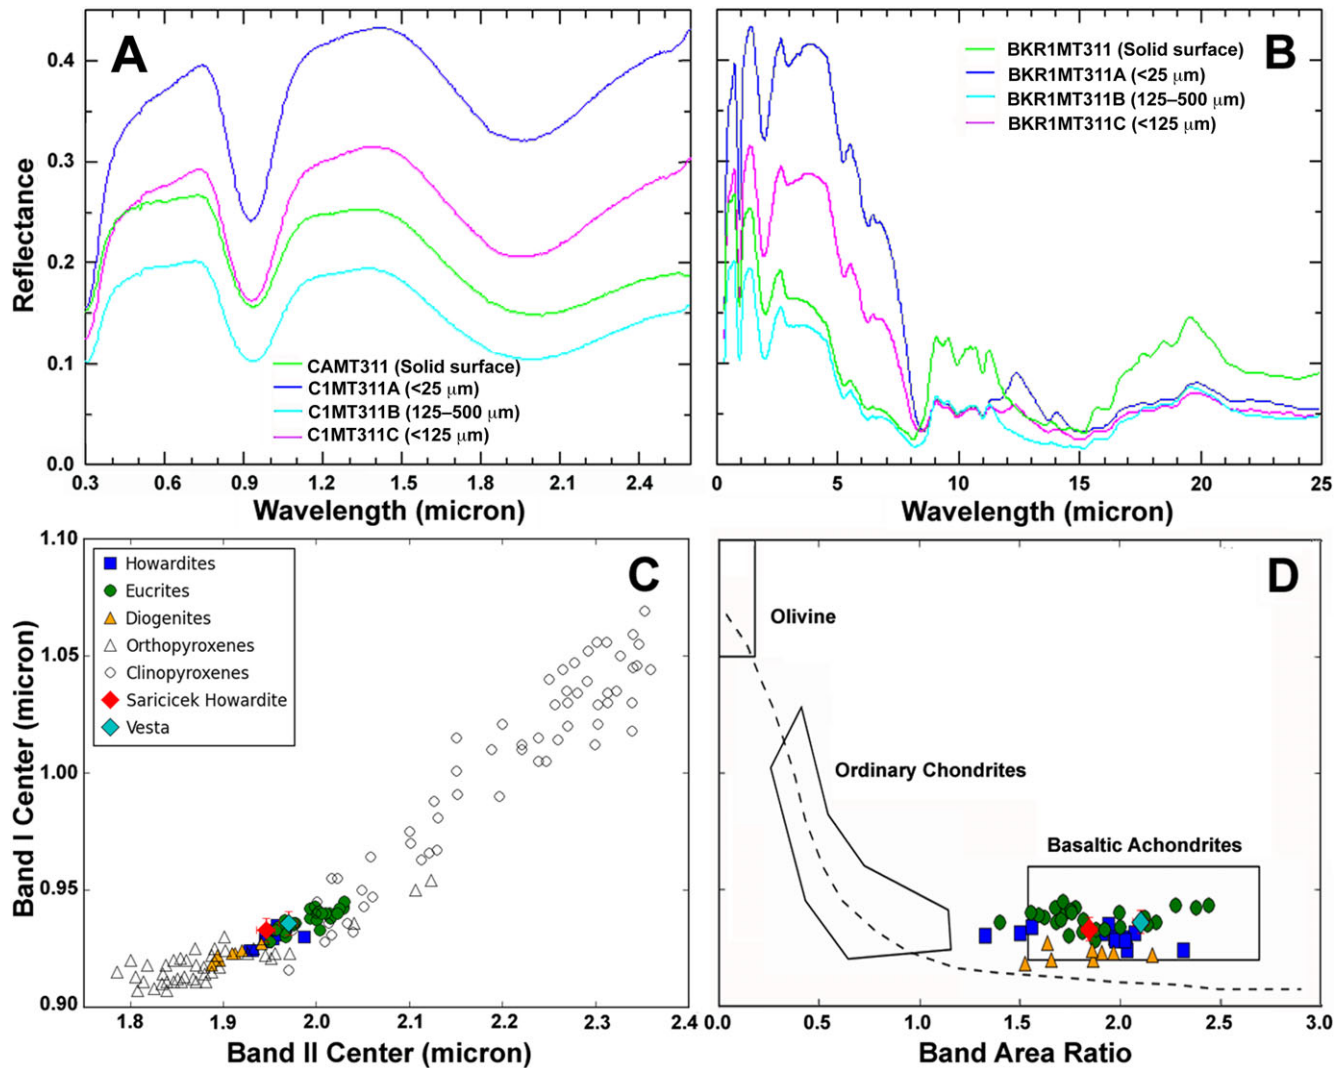 A
0.4
0.3
0.2
0.1
0.0
Reflectance
CAMT311 (Solid surface)
C1MT311A (<25 μm)
C1MT311B (125–500 μm)
C1MT311C (<125 μm)
0.3 0.6 0.9 1.2 1.5 1.8 2.1 2.4
Wavelength (micron)
B
BKR1MT311 (Solid surface)
BKR1MT311A (<25 μm)
BKR1MT311B (125–500 μm)
BKR1MT311C (<125 μm)
0 5 10 15 20 25
Wavelength (micron)
C
1.10
1.05
1.00
0.95
0.90
Band I Center (micron)
Howardites
Eucrites
Diogenites
Orthopyroxenes
Clinopyroxenes
Saricicek Howardite
Vesta
1.8 1.9 2.0 2.1 2.2 2.3 2.4
Band II Center (micron)
D
Olivine
Ordinary Chondrites
Basaltic Achondrites
0.0 0.5 1.0 1.5 2.0 2.5 3.0
Band Area Ratio